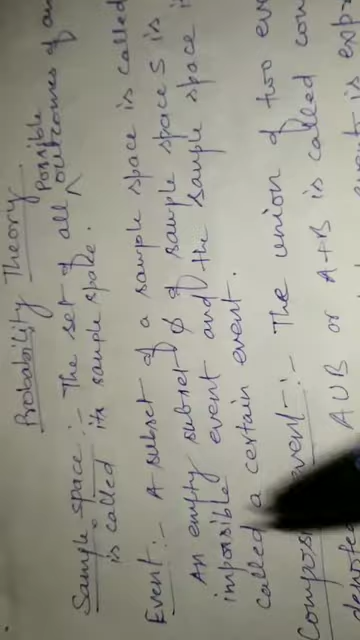 Probability Theory
Sample space :- The set of all possible outcomes of an
is called its sample space.
Event :- A subset of a sample space is called
An empty subset ϕ of sample space S is
impossible event and the sample space
called a certain event.
event :- The union of two
A∪B or A+B is called
is